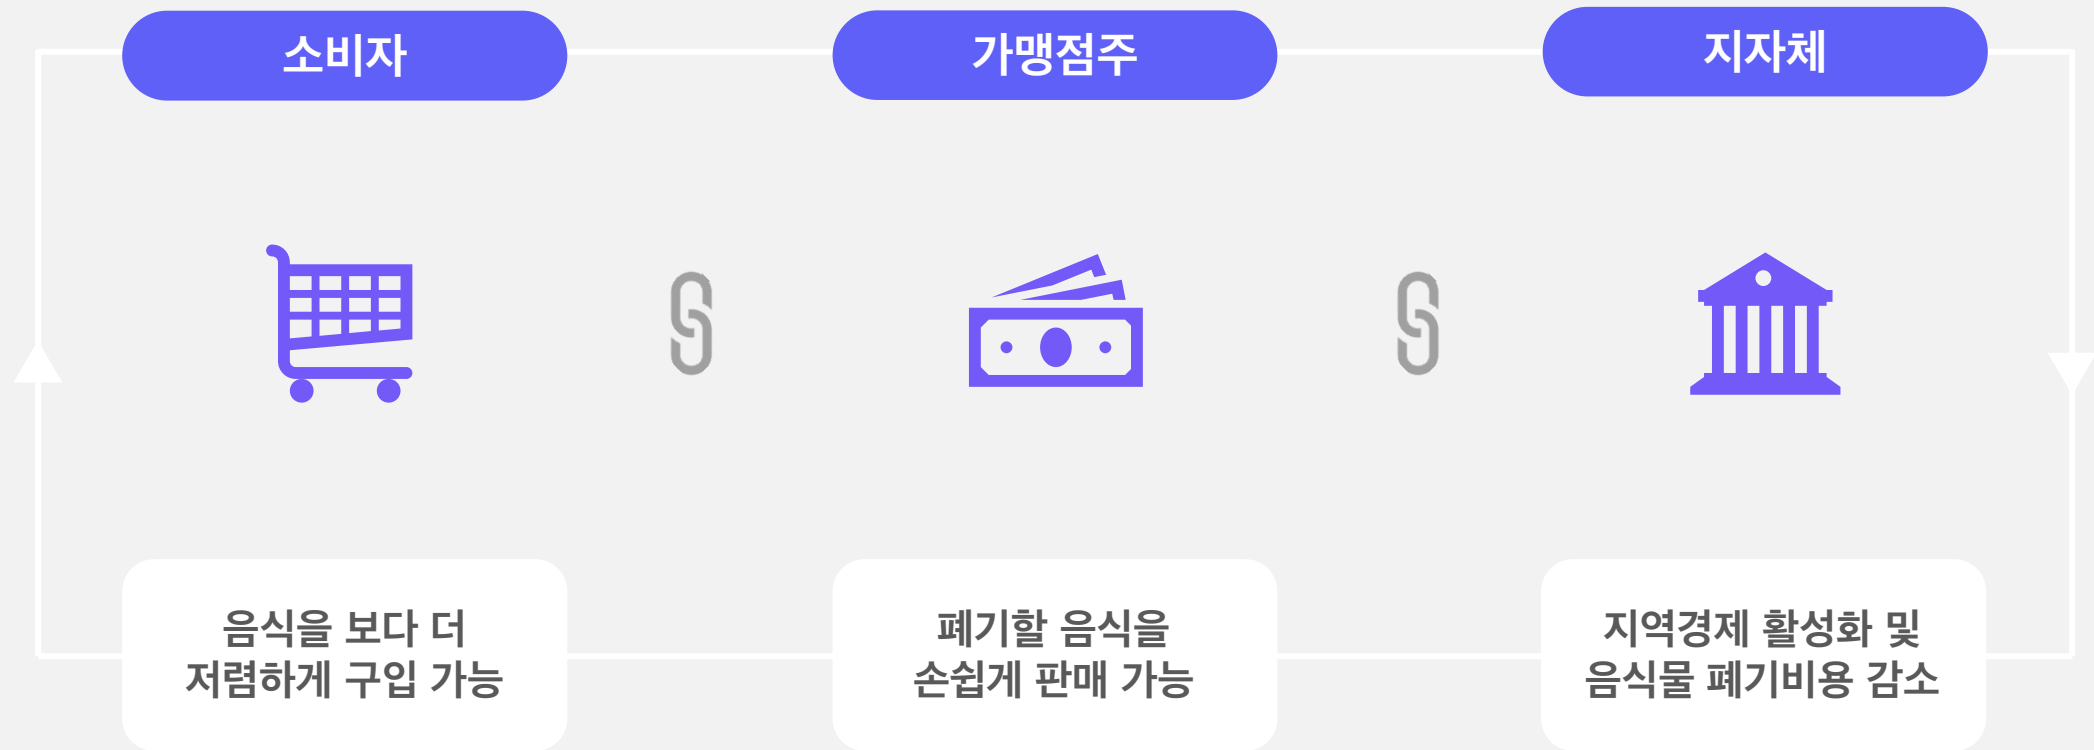 소비자
가맹점주
지자체
음식을 보다 더
저렴하게 구입 가능
폐기할 음식을
손쉽게 판매 가능
지역경제 활성화 및
음식물 폐기비용 감소